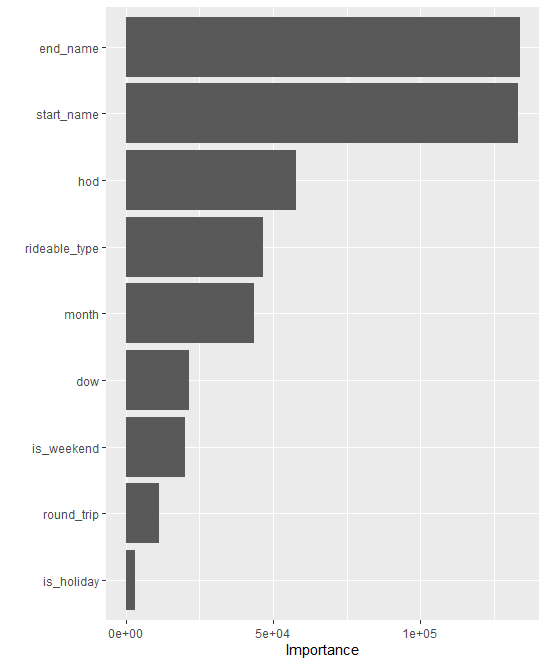 end_name
start_name
hod
rideable_type
month
dow
is_weekend
round_trip
is_holiday
0e+00 5e+04 1e+05
Importance